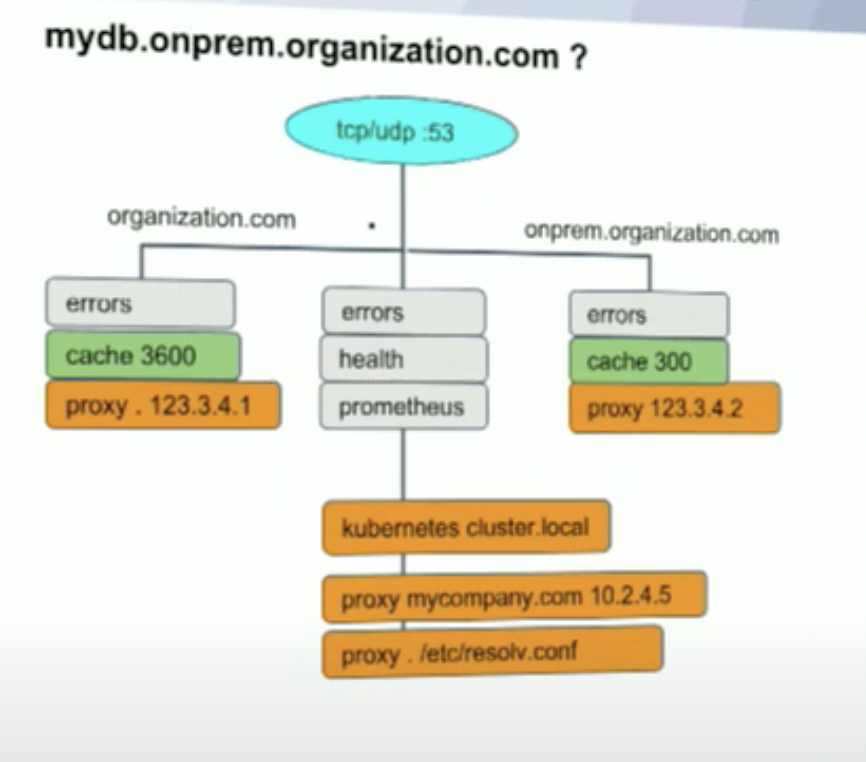 mydb.onprem.organization.com ?
tcp/udp :53
organization.com
.
onprem.organization.com
errors
cache 3600
proxy . 123.3.4.1
errors
health
prometheus
errors
cache 300
proxy 123.3.4.2
kubernetes cluster.local
proxy mycompany.com 10.2.4.5
proxy . /etc/resolv.conf